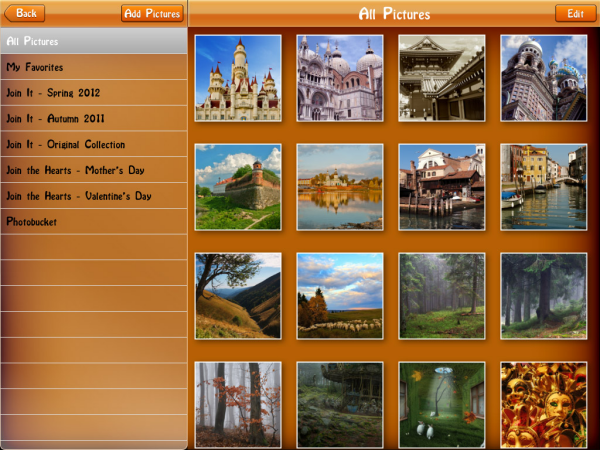 Back
Add Pictures
All Pictures
Edit
All Pictures
My Favorites
Join It - Spring 2012
Join It - Autumn 2011
Join It - Original Collection
Join the Hearts - Mother's Day
Join the Hearts - Valentine's Day
Photobucket